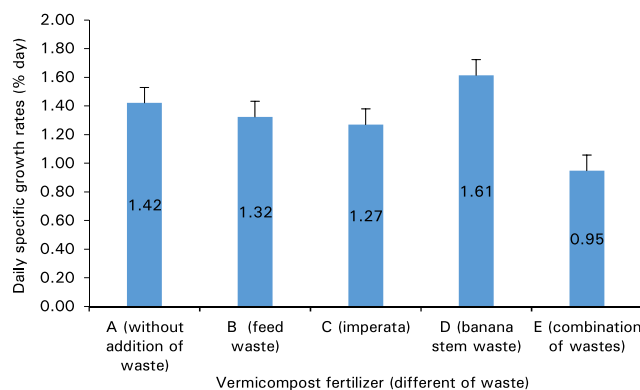 Daily specific growth rates (% day)
2.00
1.80
1.60
1.40
1.20
1.00
0.80
0.60
0.40
0.20
0.00
1.42
1.32
1.27
1.61
0.95
A (without
addition of
waste)
B (feed
waste)
C (imperata)
D (banana
stem waste)
E (combination
of wastes)
Vermicompost fertilizer (different of waste)